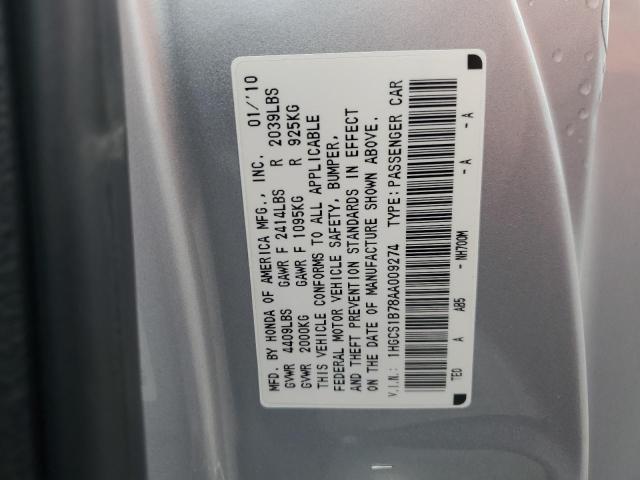 MFD. BY HONDA OF AMERICA MFG., INC. 01/'10
GVWR 4409LBS GAWR F 2414LBS R 2039LBS
GVWR 2000KG GAWR F 1095KG R 925KG
THIS VEHICLE CONFORMS TO ALL APPLICABLE
FEDERAL MOTOR VEHICLE SAFETY, BUMPER,
AND THEFT PREVENTION STANDARDS IN EFFECT
ON THE DATE OF MANUFACTURE SHOWN ABOVE.
V.I.N.: 1HGCS1B78AA009274 TYPE:PASSENGER CAR
TE0 A AB5 - NH700M - A - A